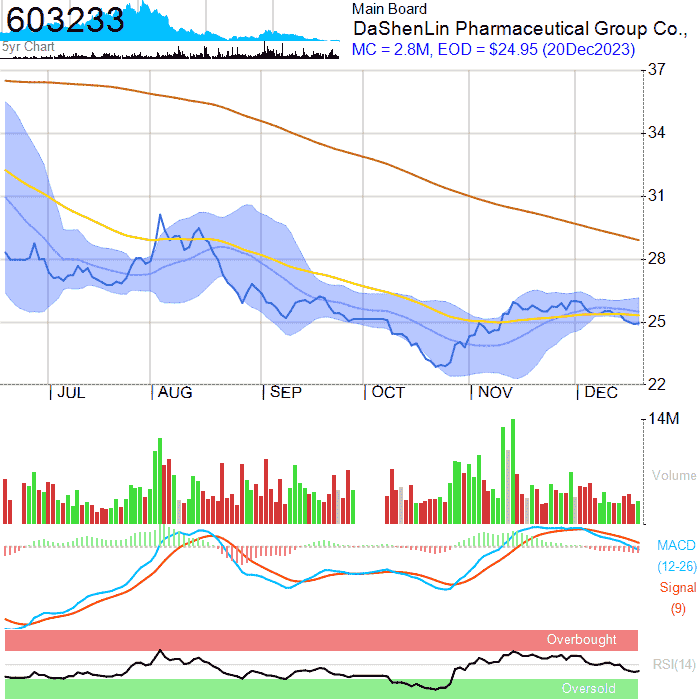 603233
5yr Chart
Main Board
DaShenLin Pharmaceutical Group Co.,
MC = 2.8M, EOD = $24.95 (20Dec2023)
37
34
31
28
25
22
JUL AUG SEP OCT NOV DEC
14M
Volume
MACD
(12-26)
Signal
(9)
Overbought
RSI(14)
Oversold